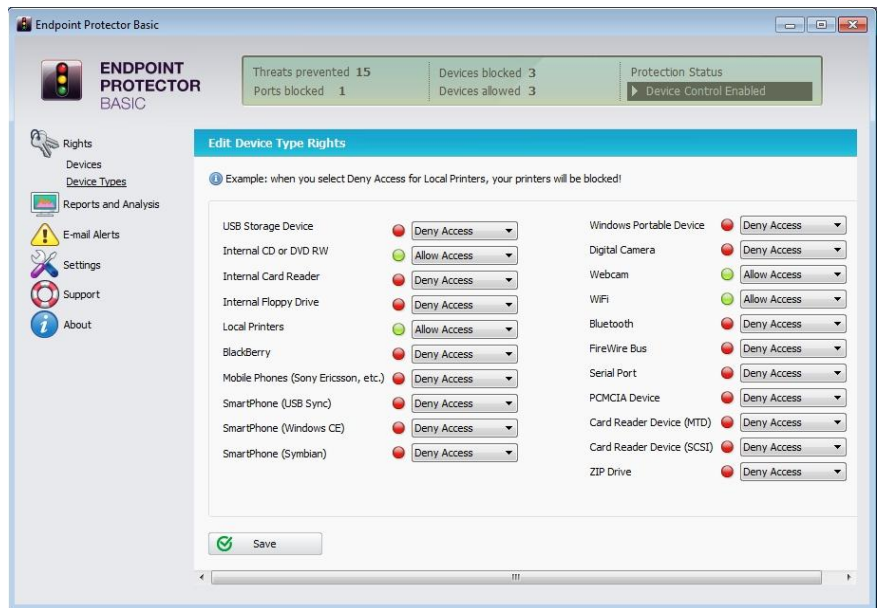 Endpoint Protector Basic
ENDPOINT
PROTECTOR
BASIC
Threats prevented 15
Ports blocked 1
Devices blocked 3
Devices allowed 3
Protection Status
Device Control Enabled
Rights
Devices
Device Types
Reports and Analysis
E-mail Alerts
Settings
Support
About
Edit Device Type Rights
Example: when you select Deny Access for Local Printers, your printers will be blocked!
USB Storage Device Deny Access
Internal CD or DVD RW Allow Access
Internal Card Reader Deny Access
Internal Floppy Drive Deny Access
Local Printers Allow Access
BlackBerry Deny Access
Mobile Phones (Sony Ericsson, etc.) Deny Access
SmartPhone (USB Sync) Deny Access
SmartPhone (Windows CE) Deny Access
SmartPhone (Symbian) Deny Access
Windows Portable Device Deny Access
Digital Camera Deny Access
Webcam Allow Access
WiFi Allow Access
Bluetooth Deny Access
FireWire Bus Deny Access
Serial Port Deny Access
PCMCIA Device Deny Access
Card Reader Device (MTD) Deny Access
Card Reader Device (SCSI) Deny Access
ZIP Drive Deny Access
Save